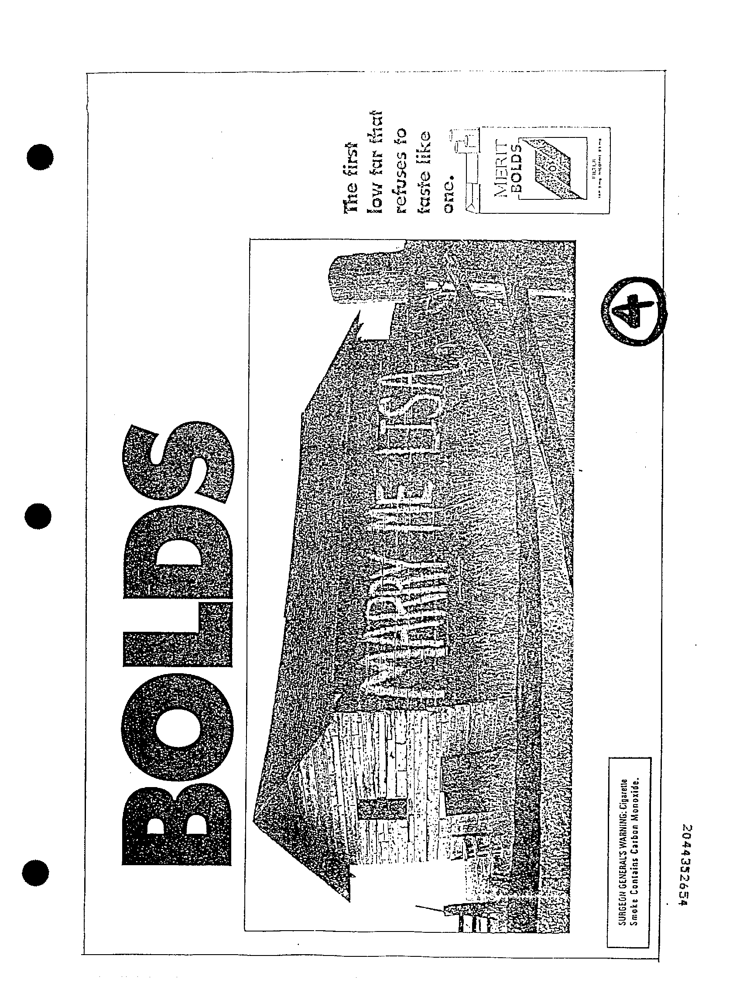 BOLDS
MARRY ME LISA
The first
low tar that
refuses to
taste like
one.
MERIT
BOLDS
FILTER
4
SURGEON GENERAL'S WARNING: Cigarette
Smoke Contains Carbon Monoxide.
2044352654